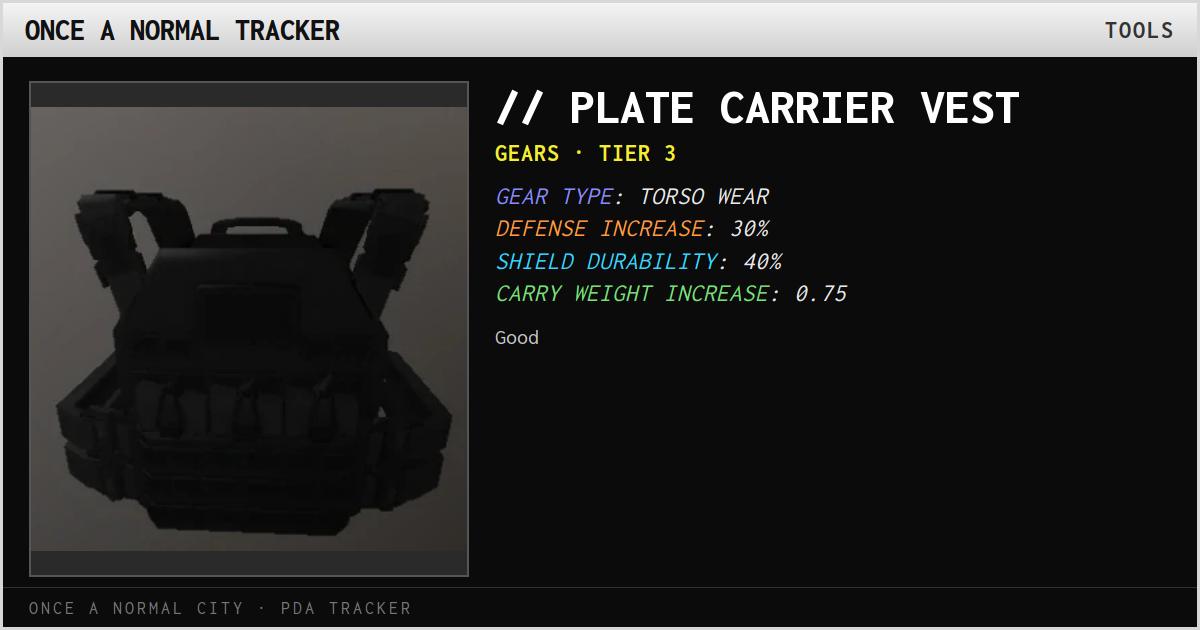 ONCE A NORMAL TRACKER
TOOLS
// PLATE CARRIER VEST
GEARS · TIER 3
GEAR TYPE: TORSO WEAR
DEFENSE INCREASE: 30%
SHIELD DURABILITY: 40%
CARRY WEIGHT INCREASE: 0.75
Good
ONCE A NORMAL CITY · PDA TRACKER